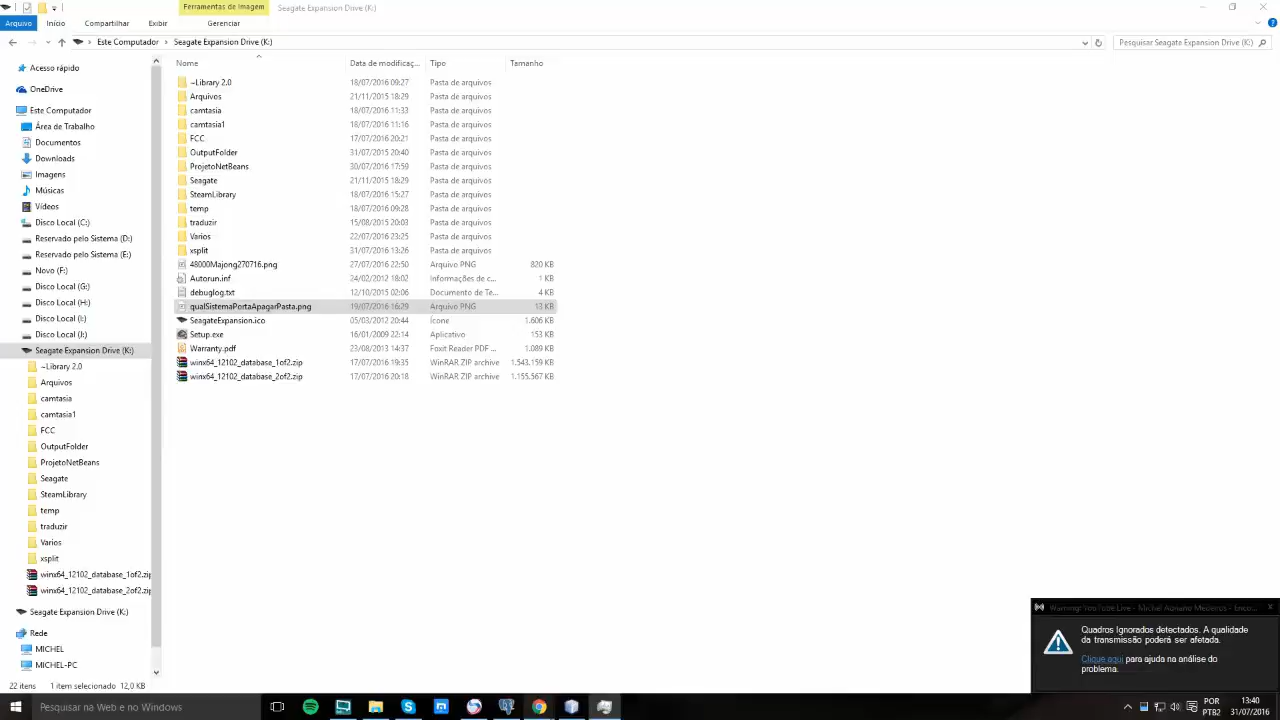 Ferramentas de Imagem
Seagate Expansion Drive (K:)
Arquivo Início Compartilhar Exibir Gerenciar
Este Computador > Seagate Expansion Drive (K:)
Pesquisar Seagate Expansion Drive (K:)
Nome Data de modificaç... Tipo Tamanho
Acesso rápido
OneDrive
Este Computador
Área de Trabalho
Documentos
Downloads
Imagens
Músicas
Vídeos
Disco Local (C:)
Reservado pelo Sistema (D:)
Reservado pelo Sistema (E:)
Novo (F:)
Disco Local (G:)
Disco Local (H:)
Disco Local (I:)
Disco Local (J:)
Seagate Expansion Drive (K:)
~Library 2.0
Arquivos
camtasia
camtasia1
FCC
OutputFolder
ProjetoNetBeans
Seagate
SteamLibrary
temp
traduzir
Varios
xsplit
winx64_12102_database_1of2.zip
winx64_12102_database_2of2.zip
Seagate Expansion Drive (K:)
Rede
MICHEL
MICHEL-PC
~Library 2.0 18/07/2016 09:27 Pasta de arquivos
Arquivos 21/11/2015 18:29 Pasta de arquivos
camtasia 18/07/2016 11:33 Pasta de arquivos
camtasia1 18/07/2016 11:16 Pasta de arquivos
FCC 17/07/2016 20:21 Pasta de arquivos
OutputFolder 31/07/2015 20:40 Pasta de arquivos
ProjetoNetBeans 30/07/2016 17:59 Pasta de arquivos
Seagate 21/11/2015 18:29 Pasta de arquivos
SteamLibrary 18/07/2016 15:27 Pasta de arquivos
temp 18/07/2016 09:28 Pasta de arquivos
traduzir 15/08/2015 20:03 Pasta de arquivos
Varios 22/07/2016 23:25 Pasta de arquivos
xsplit 31/07/2016 13:26 Pasta de arquivos
48000Majong270716.png 27/07/2016 22:50 Arquivo PNG 820 KB
Autorun.inf 24/02/2012 18:02 Informações de c... 1 KB
debuglog.txt 12/10/2015 02:06 Documento de Te... 4 KB
qualSistemaPortaApagarPasta.png 19/07/2016 16:29 Arquivo PNG 13 KB
SeagateExpansion.ico 05/03/2012 20:44 Ícone 1.606 KB
Setup.exe 16/01/2009 22:14 Aplicativo 153 KB
Warranty.pdf 23/08/2013 14:37 Foxit Reader PDF ... 1.089 KB
winx64_12102_database_1of2.zip 17/07/2016 19:35 WinRAR ZIP archive 1.543.159 KB
winx64_12102_database_2of2.zip 17/07/2016 20:18 WinRAR ZIP archive 1.155.567 KB
Warning! YouTube Live - Michel Adriano Medeiros - Enco... x
Quadros Ignorados detectados. A qualidade
da transmissão poderá ser afetada.
Clique aqui para ajuda na análise do
problema.
22 itens 1 item selecionado 12,0 KB
Pesquisar na Web e no Windows
POR
PTB2
13:40
31/07/2016